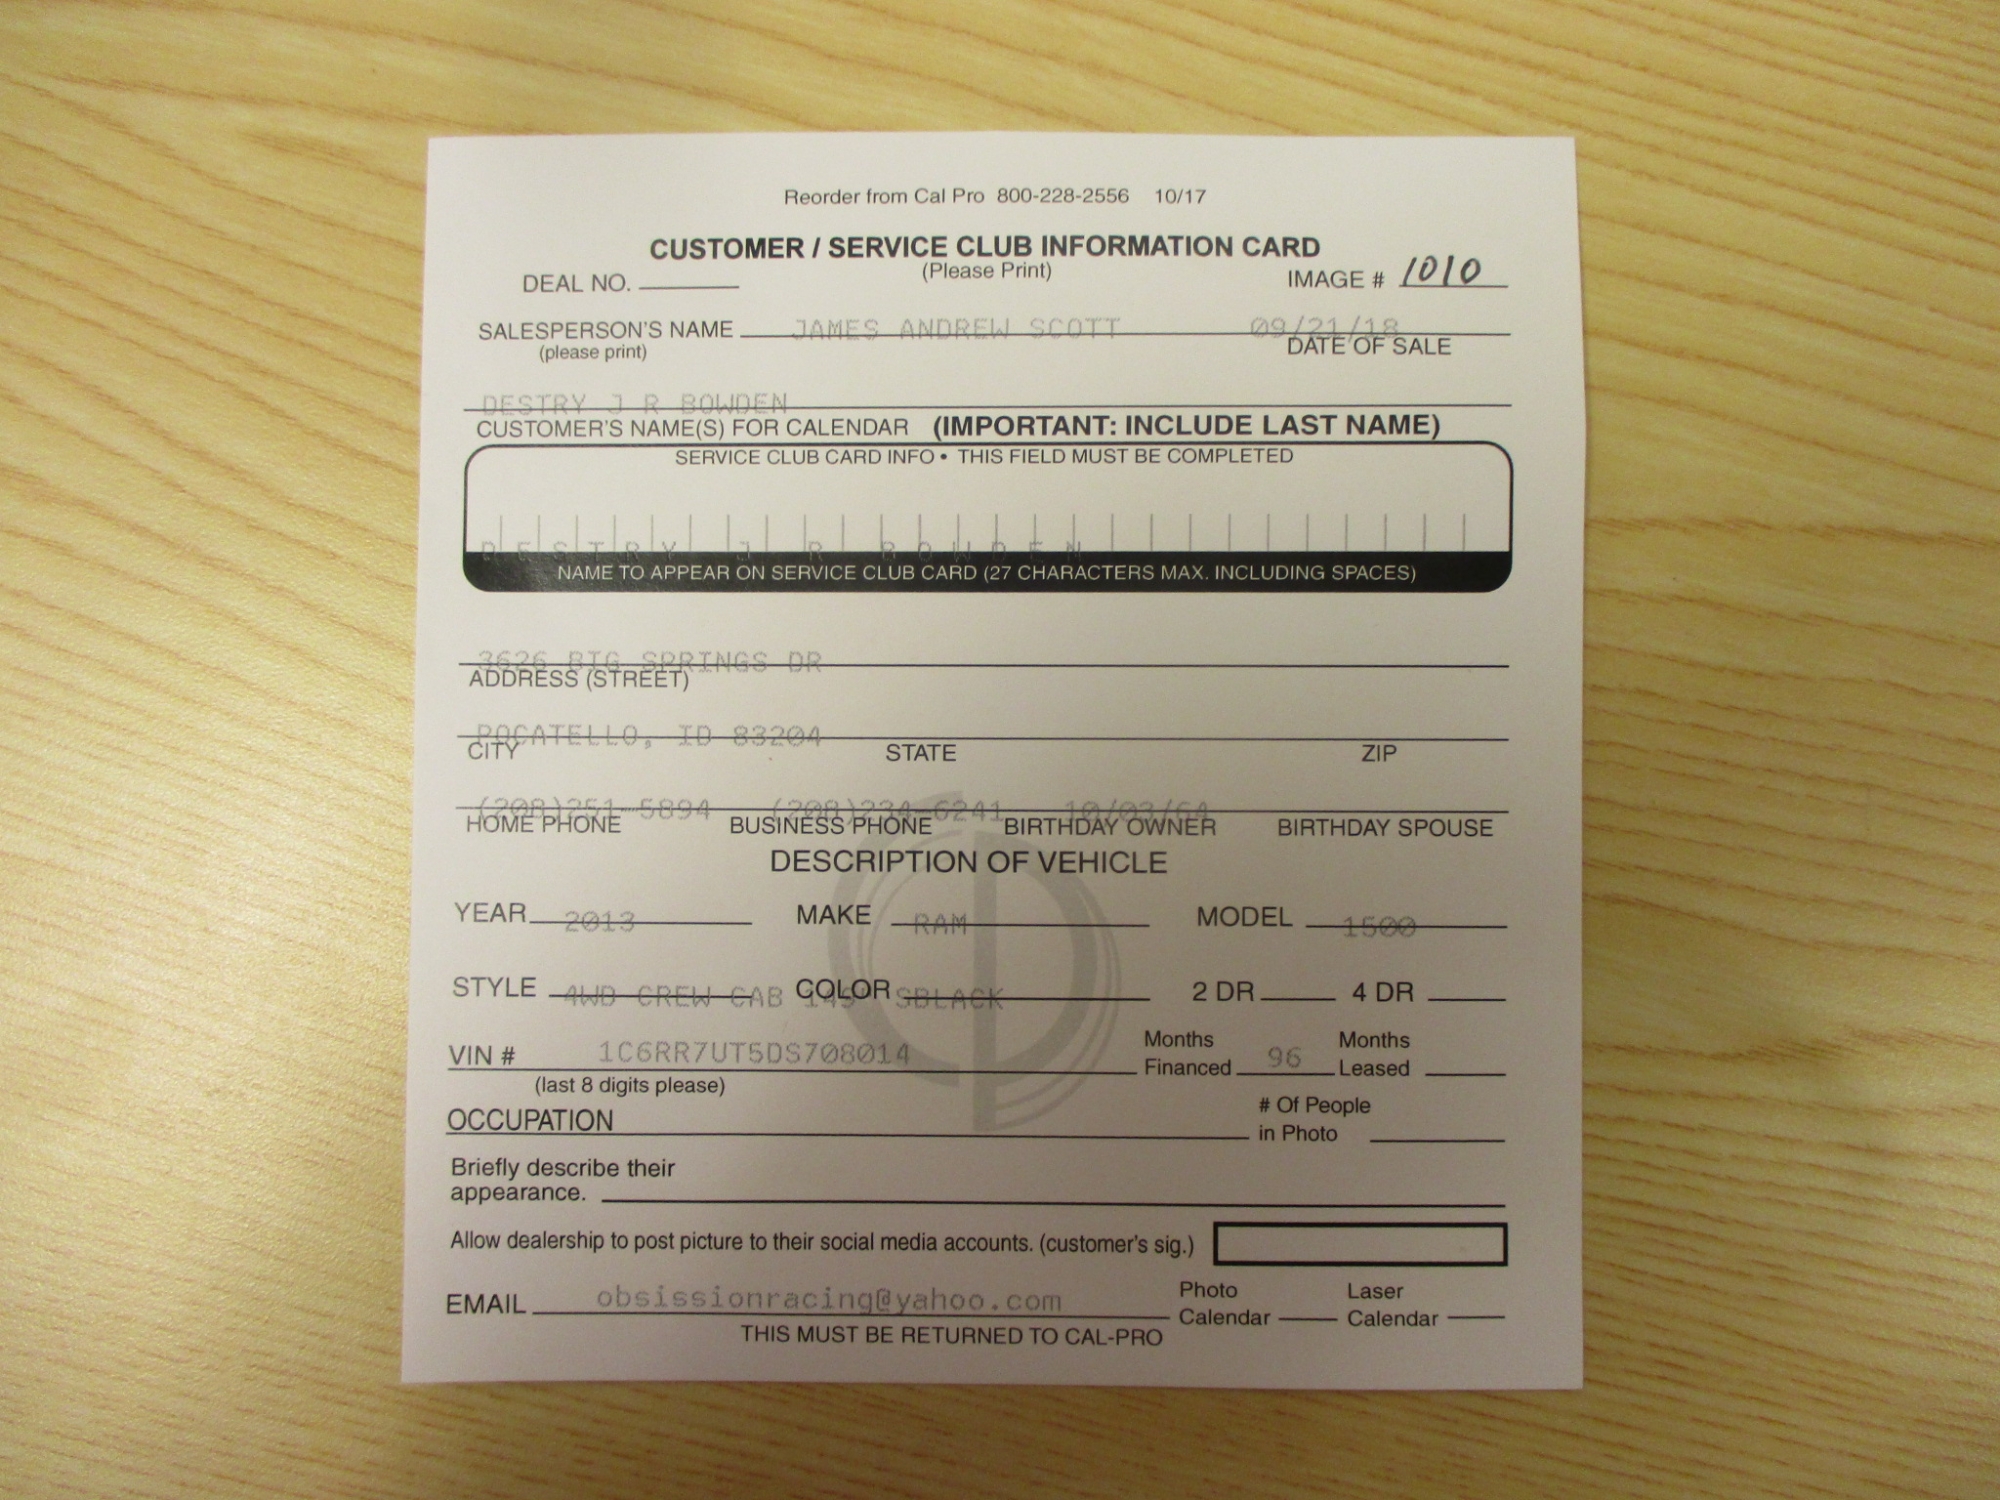 Reorder from Cal Pro 800-228-2556 10/17
CUSTOMER / SERVICE CLUB INFORMATION CARD
(Please Print)
DEAL NO. IMAGE # 1010
SALESPERSON'S NAME JAMES ANDREW SCOTT 09/21/18
(please print) DATE OF SALE
DESTRY J R BOWDEN
CUSTOMER'S NAME(S) FOR CALENDAR (IMPORTANT: INCLUDE LAST NAME)
SERVICE CLUB CARD INFO • THIS FIELD MUST BE COMPLETED
DESTRY J R BOWDEN
NAME TO APPEAR ON SERVICE CLUB CARD (27 CHARACTERS MAX. INCLUDING SPACES)
3626 BIG SPRINGS DR
ADDRESS (STREET)
POCATELLO, ID 83204
CITY STATE ZIP
(208)251-5894 (208)234-6241 10/03/64
HOME PHONE BUSINESS PHONE BIRTHDAY OWNER BIRTHDAY SPOUSE
DESCRIPTION OF VEHICLE
YEAR 2013 MAKE RAM MODEL 1500
STYLE 4WD CREW CAB COLOR SBLACK 2 DR 4 DR
VIN # 1C6RR7UT5DS708014 Months Financed 96 Months Leased
(last 8 digits please)
OCCUPATION # Of People in Photo
Briefly describe their
appearance.
Allow dealership to post picture to their social media accounts. (customer's sig.)
EMAIL obsissionracing@yahoo.com Photo Calendar Laser Calendar
THIS MUST BE RETURNED TO CAL-PRO